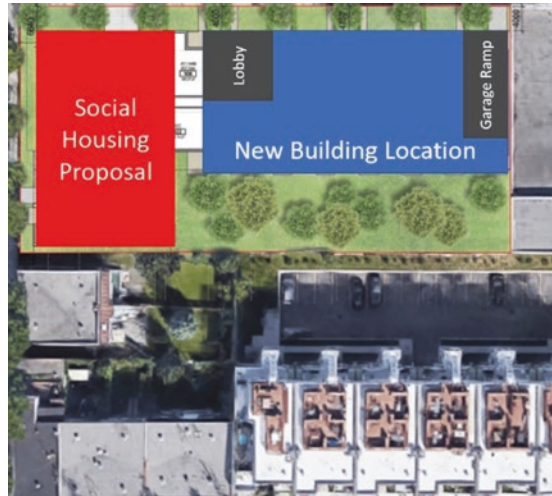 Social
Housing
Proposal
Lobby
New Building Location
Garage Ramp